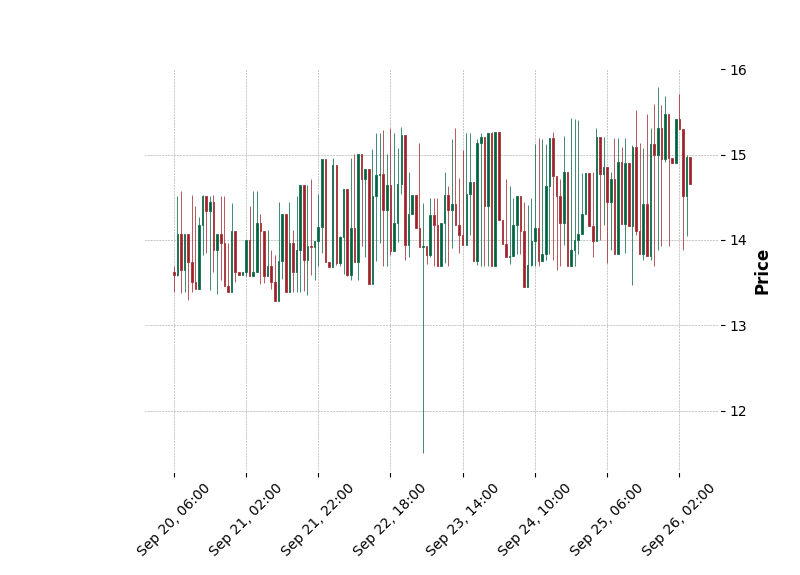 16
15
14
13
12
Price
Sep 20, 06:00
Sep 21, 02:00
Sep 21, 22:00
Sep 22, 18:00
Sep 23, 14:00
Sep 24, 10:00
Sep 25, 06:00
Sep 26, 02:00